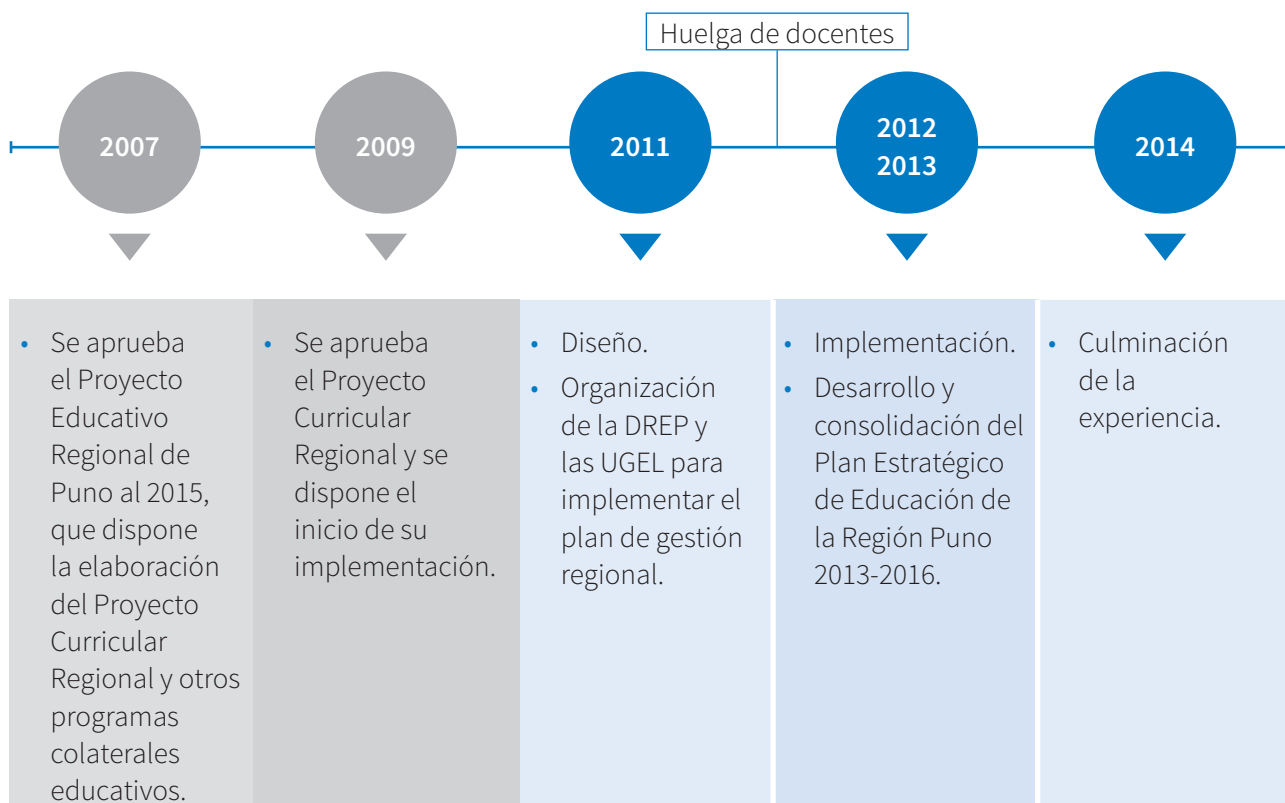 Huelga de docentes
2007
2009
2011
2012
2013
2014
• Se aprueba
el Proyecto
Educativo
Regional de
Puno al 2015,
que dispone
la elaboración
del Proyecto
Curricular
Regional y otros
programas
colaterales
educativos.
• Se aprueba
el Proyecto
Curricular
Regional y se
dispone el
inicio de su
implementación.
• Diseño.
• Organización
de la DREP y
las UGEL para
implementar el
plan de gestión
regional.
• Implementación.
• Desarrollo y
consolidación del
Plan Estratégico
de Educación de
la Región Puno
2013-2016.
• Culminación
de la
experiencia.